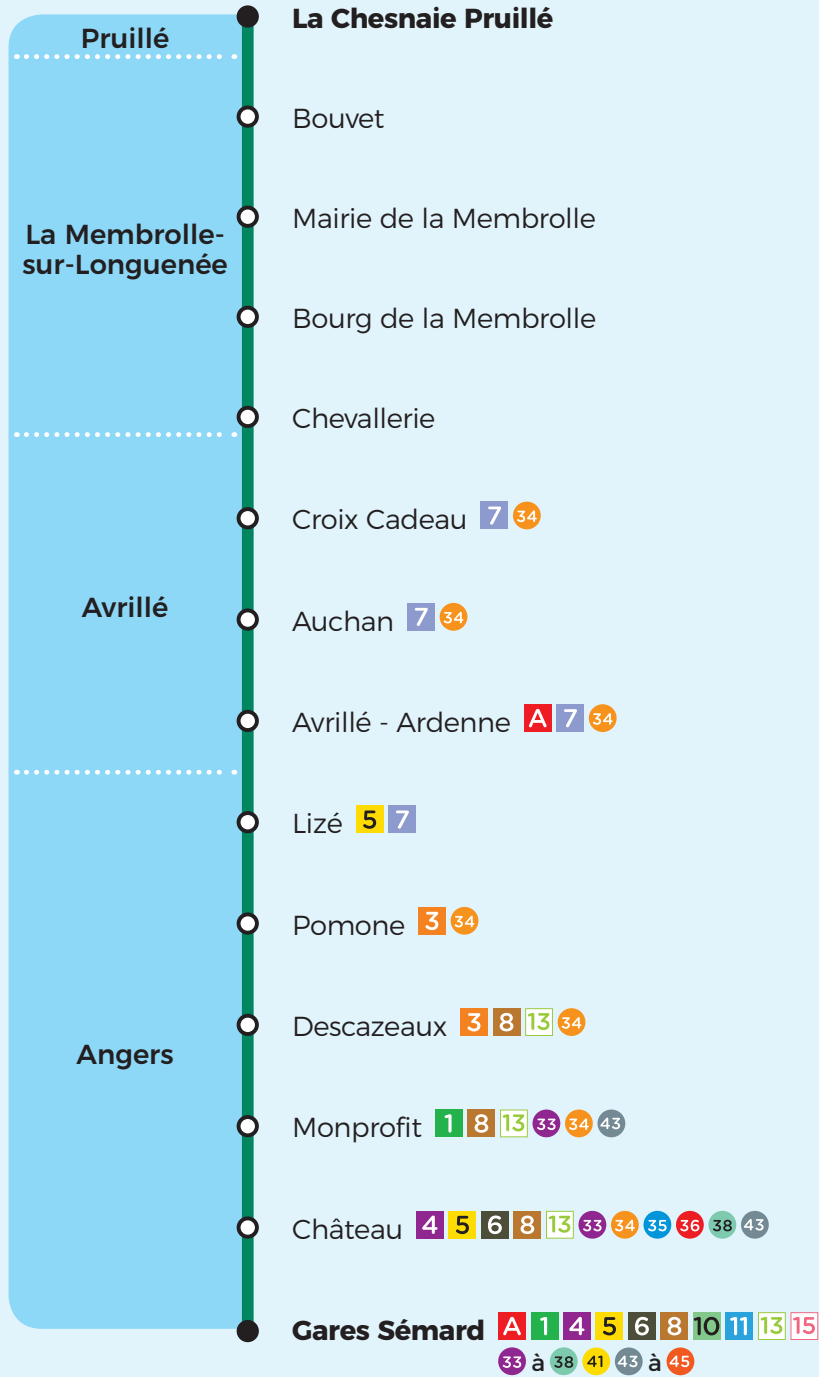 Pruillé
La Chesnaie Pruillé
Bouvet
La Membrolle-
sur-Longuenée
Mairie de la Membrolle
Bourg de la Membrolle
Chevallerie
Avrillé
Croix Cadeau 7 34
Auchan 7 34
Avrillé - Ardenne A 7 34
Angers
Lizé 5 7
Pomone 3 34
Descazeaux 3 8 13 34
Monprofit 1 8 13 33 34 43
Château 4 5 6 8 13 33 34 35 36 38 43
Gares Sémard A 1 4 5 6 8 10 11 13 15
33 à 38 41 43 à 45